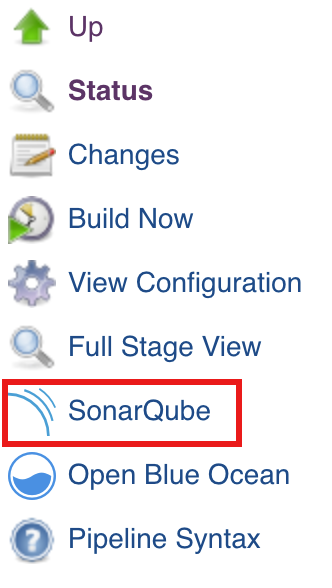 Up
Status
Changes
Build Now
View Configuration
Full Stage View
SonarQube
Open Blue Ocean
Pipeline Syntax